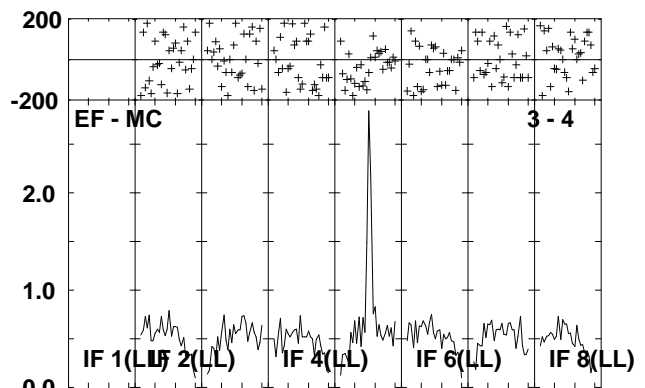 200
-200
EF - MC 3 - 4
2.0
1.0
0.0
IF 1(LL) IF 2(LL) IF 4(LL) IF 6(LL) IF 8(LL)